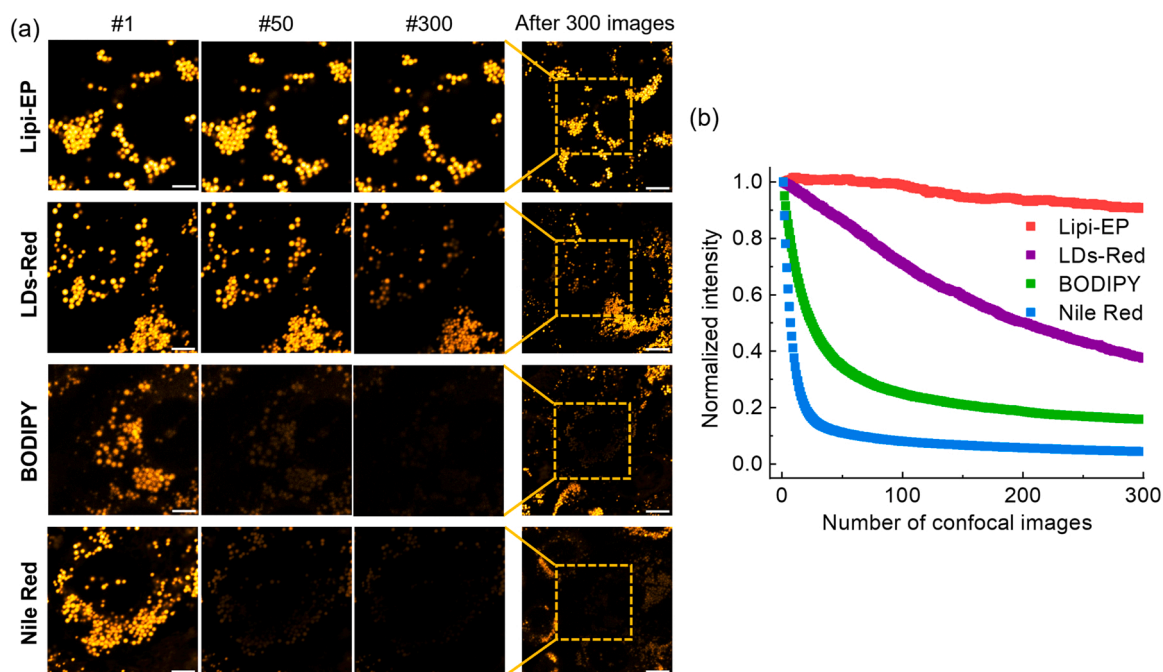 (a)
#1 #50 #300 After 300 images
Lipi-EP
LDs-Red
BODIPY
Nile Red
(b)
Normalized intensity
1.0
0.8
0.6
0.4
0.2
0.0
Lipi-EP
LDs-Red
BODIPY
Nile Red
0 100 200 300
Number of confocal images